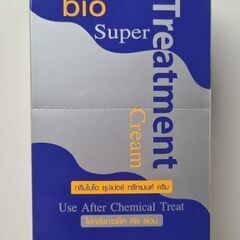 bio
Super
Treatment
Cream
กรีนไบโอ ซุปเปอร์ ทรีทเมนท์ ครีม
Use After Chemical Treat
ใช้หลังการยืด ดัด ย้อม